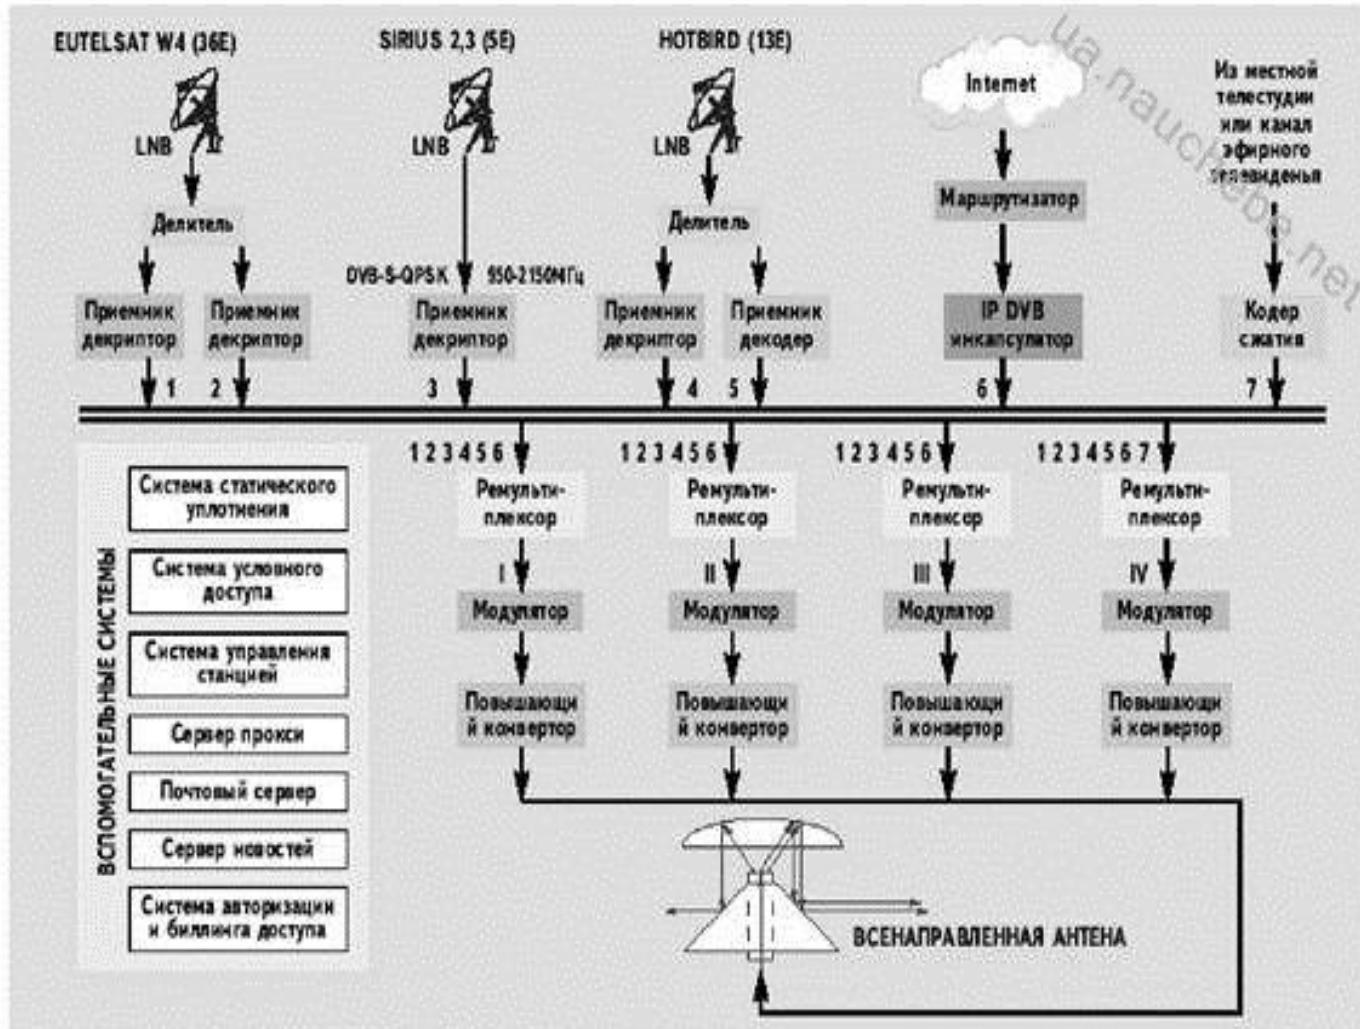 EUTELSAT W4 (36E)
SIRIUS 2,3 (5E)
HOTBIRD (13E)
Internet
Из местной
телестудии
или канал
эфирного
телевиденья
LNB
LNB
LNB
Маршрутизатор
Делитель
Делитель
DVB-S-QPSK
950-2150МГц
Приемник
декриптор
Приемник
декриптор
Приемник
декриптор
Приемник
декриптор
Приемник
декодер
IP DVB
инкапсулятор
Кодер
сжатия
1
2
3
4
5
6
7
1 2 3 4 5 6
1 2 3 4 5 6
1 2 3 4 5 6
1 2 3 4 5 6 7
Ремульти-
плексор
Ремульти-
плексор
Ремульти-
плексор
Ремульти-
плексор
I
II
III
IV
Модулятор
Модулятор
Модулятор
Модулятор
Повышающи
й конвертор
Повышающи
й конвертор
Повышающи
й конвертор
Повышающи
й конвертор
ВСПОМОГАТЕЛЬНЫЕ СИСТЕМЫ
Система статического
уплотнения
Система условного
доступа
Система управления
станцией
Сервер прокси
Почтовый сервер
Сервер новостей
Система авторизации
и биллинга доступа
ВСЕНАПРАВЛЕННАЯ АНТЕНА
ua.nauchebe.net